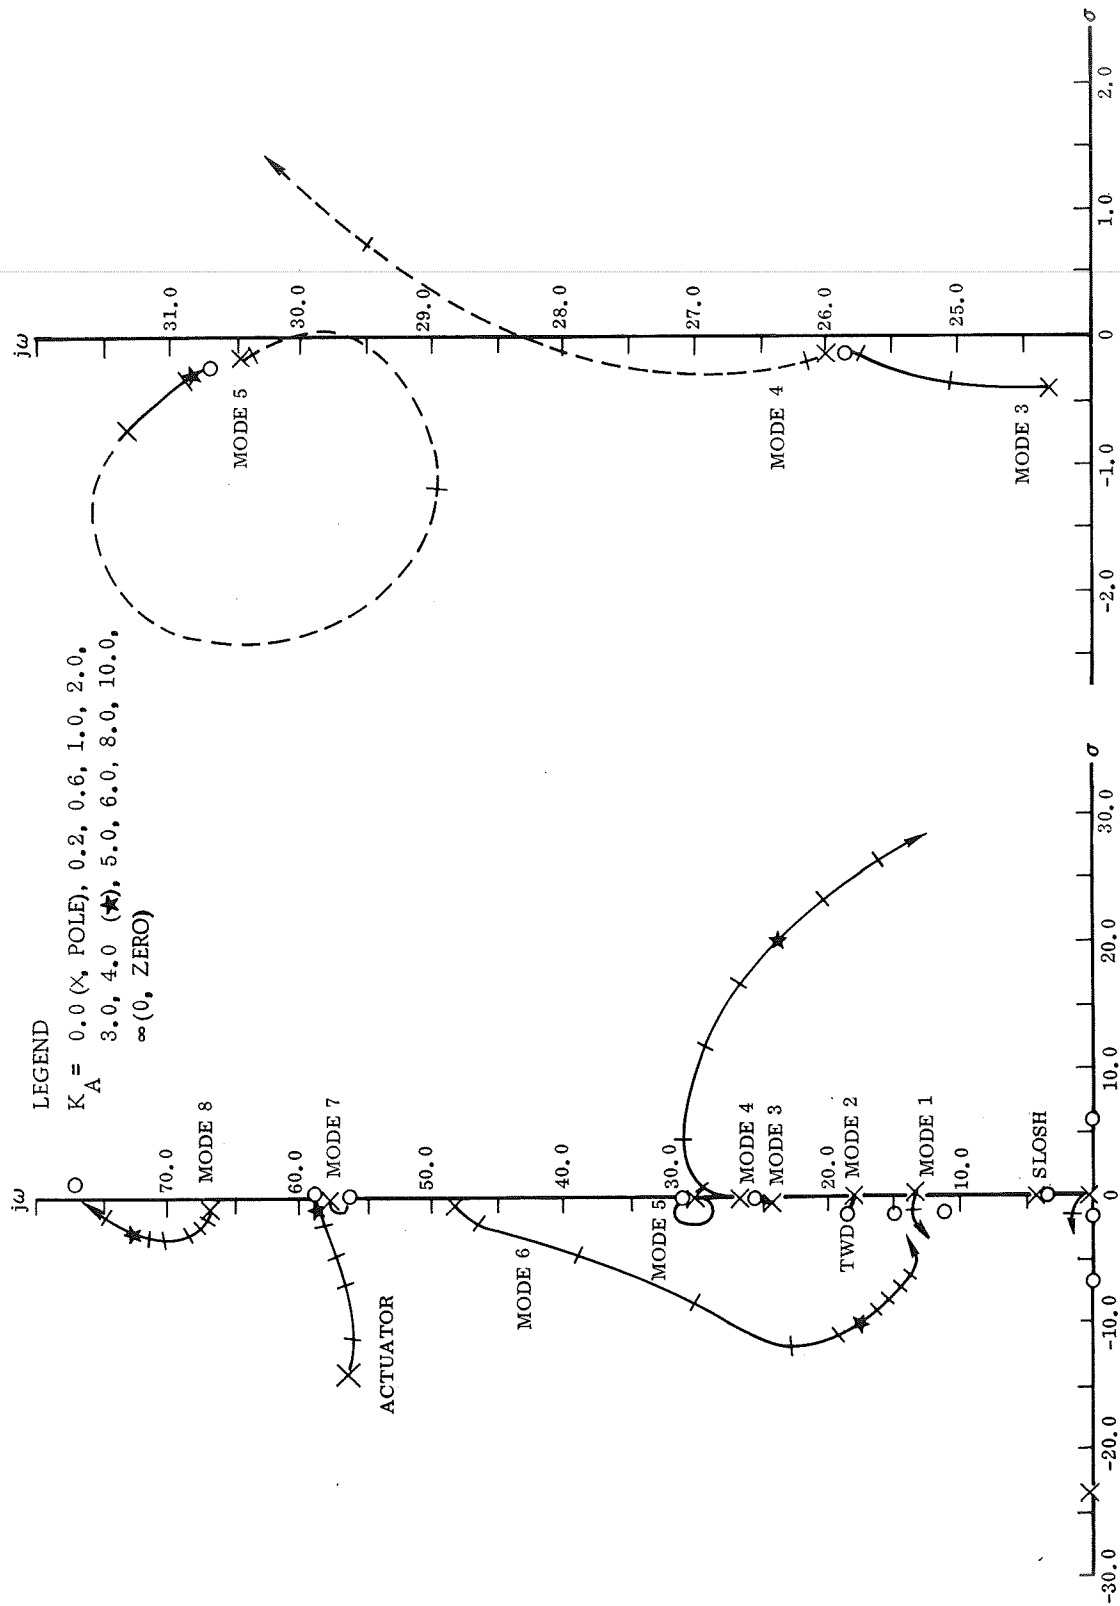 LEGEND
K_A = 0.0 (×, POLE), 0.2, 0.6, 1.0, 2.0,
3.0, 4.0 (★), 5.0, 6.0, 8.0, 10.0,
∞ (0, ZERO)
jω
70.0
60.0
50.0
40.0
30.0
20.0
10.0
0
MODE 8
MODE 7
ACTUATOR
MODE 6
MODE 5
MODE 4
MODE 3
TWD
MODE 2
MODE 1
SLOSH
-30.0
-20.0
-10.0
10.0
20.0
30.0
σ
jω
31.0
30.0
29.0
28.0
27.0
26.0
25.0
0
MODE 5
MODE 4
MODE 3
-2.0
-1.0
1.0
2.0
σ